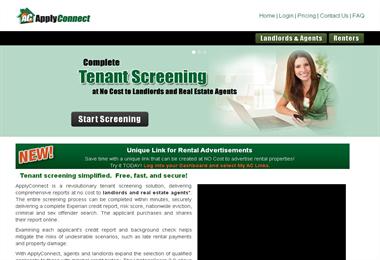 AC ApplyConnect
Home | Login | Pricing | Contact Us | FAQ
Landlords & Agents
Renters
Complete
Tenant Screening
at No Cost to Landlords and Real Estate Agents
Start Screening
NEW!
Unique Link for Rental Advertisements
Save time with a unique link that can be created at NO Cost to advertise rental properties!
Try it TODAY! Log into your Dashboard and select My AC Links.
Tenant screening simplified. Free, fast, and secure!
ApplyConnect is a revolutionary tenant screening solution, delivering
comprehensive reports at no cost to landlords and real estate agents*.
The entire screening process can be completed within minutes, securely
delivering a complete Experian credit report, risk score, nationwide eviction,
criminal and sex offender search. The applicant purchases and shares
their report online.
Examining each applicant's credit report and background check helps
mitigate the risks of undesirable scenarios, such as late rental payments
and property damage.
With ApplyConnect, agents and landlords expand the selection of qualified